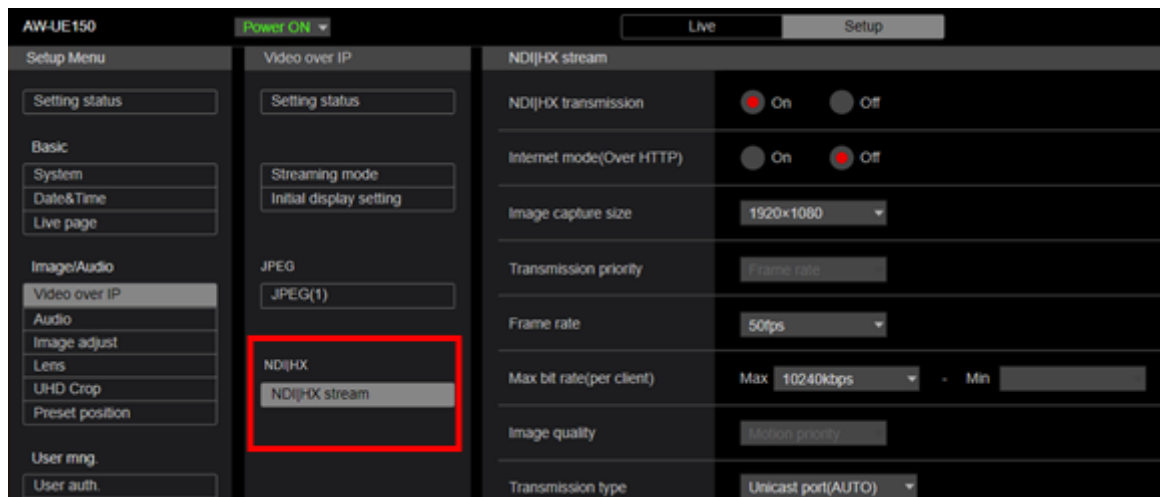 AW-UE150
Power ON
Live
Setup
Setup Menu
Setting status
Basic
System
Date&Time
Live page
Image/Audio
Video over IP
Audio
Image adjust
Lens
UHD Crop
Preset position
User mng.
User auth.
Video over IP
Setting status
Streaming mode
Initial display setting
JPEG
JPEG(1)
NDI|HX
NDI|HX stream
NDI|HX stream
NDI|HX transmission
On
Off
Internet mode(Over HTTP)
On
Off
Image capture size
1920×1080
Transmission priority
Frame rate
Frame rate
50fps
Max bit rate(per client)
Max 10240kbps - Min
Image quality
Motion priority
Transmission type
Unicast port(AUTO)